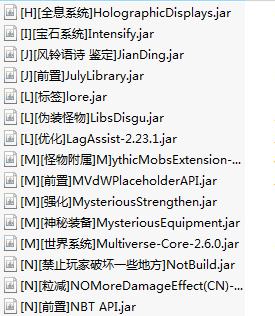 [H][全息系统]HolographicDisplays.jar
[I][宝石系统]Intensify.jar
[J][风铃语诗 鉴定]JianDing.jar
[J][前置]JulyLibrary.jar
[L][标签]lore.jar
[L][伪装怪物]LibsDisgu.jar
[L][优化]LagAssist-2.23.1.jar
[M][怪物附属]MythicMobsExtension-...
[M][前置]MVdWPlaceholderAPI.jar
[M][强化]MysteriousStrengthen.jar
[M][神秘装备]MysteriousEquipment.jar
[M][世界系统]Multiverse-Core-2.6.0.jar
[N][禁止玩家破坏一些地方]NotBuild.jar
[N][粒减]NOMoreDamageEffect(CN)-...
[N][前置]NBT API.jar